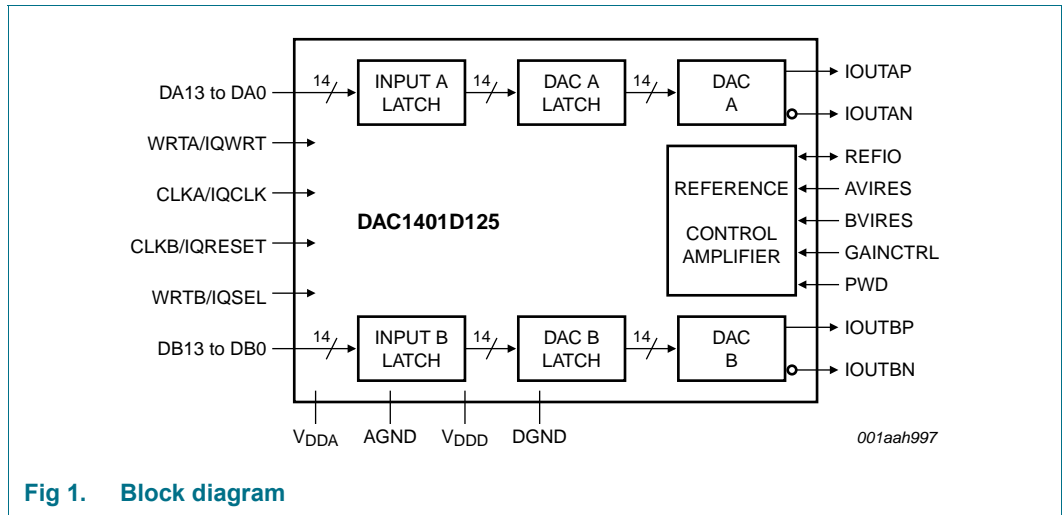 DA13 to DA0
14
INPUT A
LATCH
14
DAC A
LATCH
14
DAC
A
IOUTAP
IOUTAN
WRTA/IQWRT
CLKA/IQCLK
CLKB/IQRESET
WRTB/IQSEL
DAC1401D125
REFERENCE
CONTROL
AMPLIFIER
REFIO
AVIRES
BVIRES
GAINCTRL
PWD
DB13 to DB0
14
INPUT B
LATCH
14
DAC B
LATCH
14
DAC
B
IOUTBP
IOUTBN
VDDA AGND VDDD DGND
001aah997
Fig 1. Block diagram